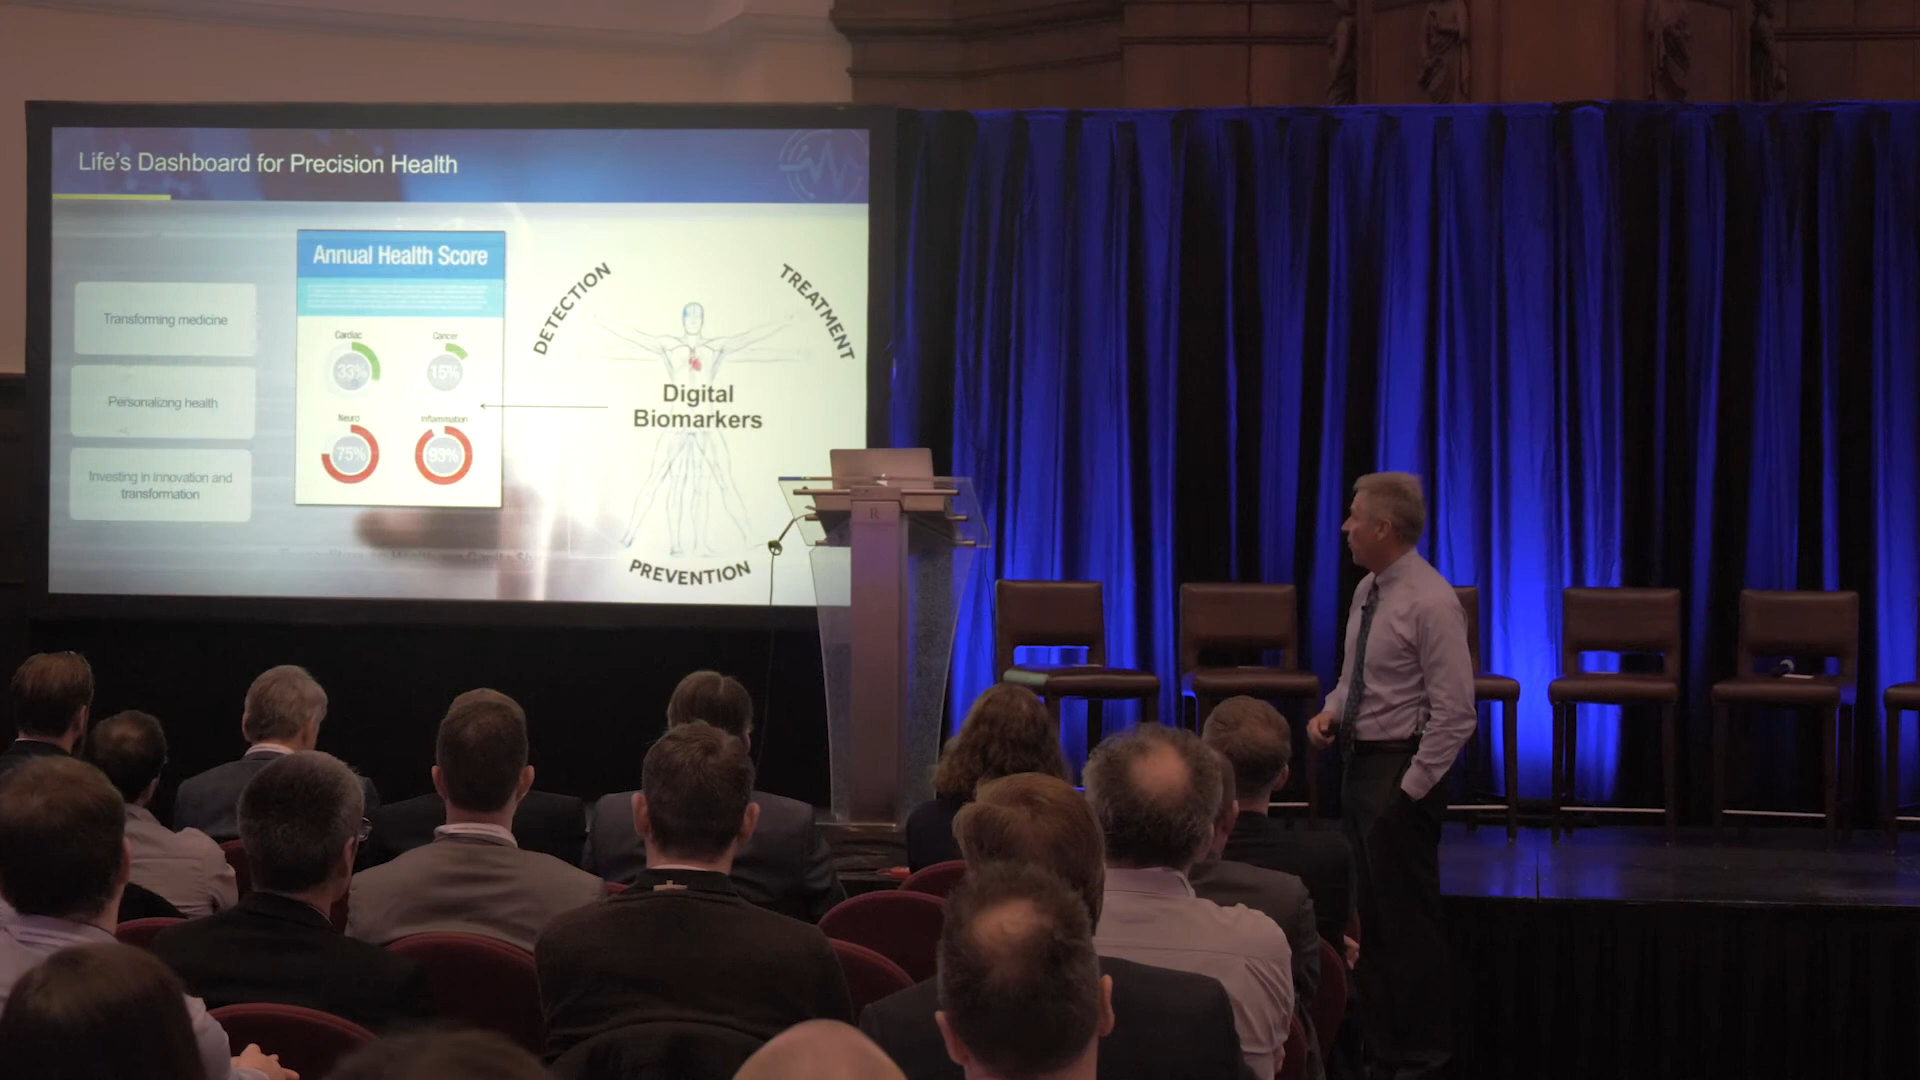 Life's Dashboard for Precision Health
Transforming medicine
Personalizing health
Investing in innovation and
transformation
Annual Health Score
Cardiac
33%
Cancer
15%
Neuro
75%
Inflammation
93%
DETECTION
TREATMENT
Digital
Biomarkers
PREVENTION
R